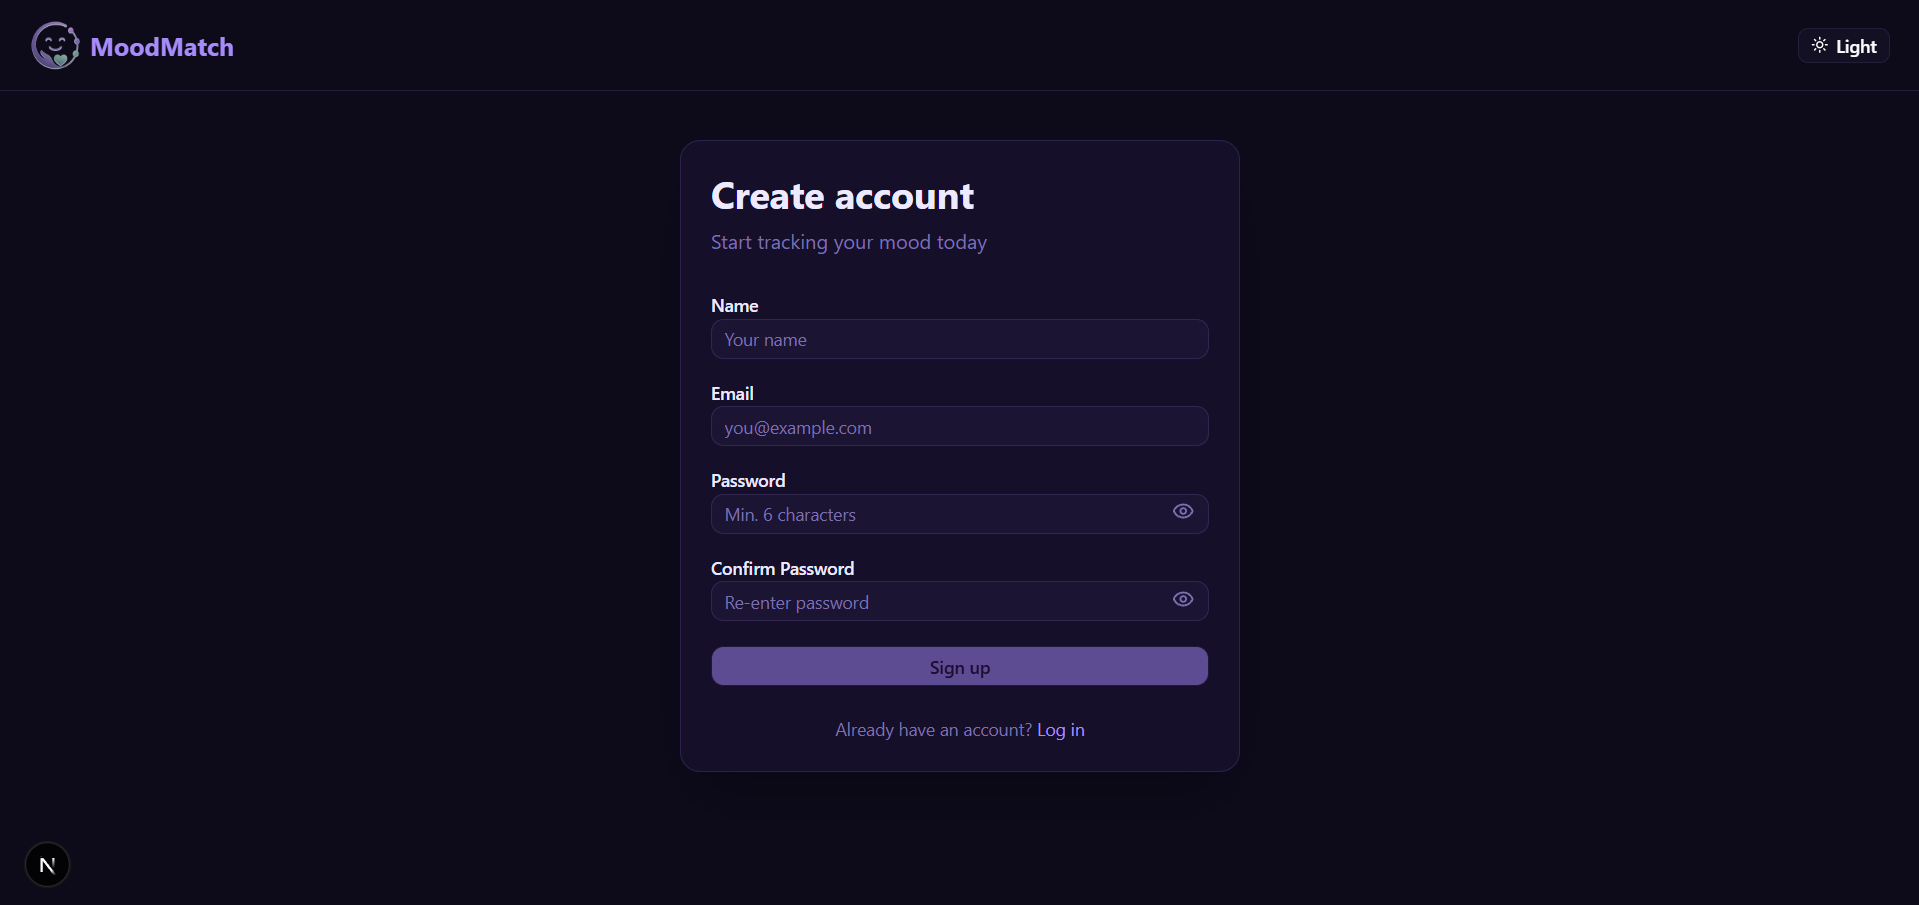 MoodMatch
Light
Create account
Start tracking your mood today
Name
Your name
Email
you@example.com
Password
Min. 6 characters
Confirm Password
Re-enter password
Sign up
Already have an account? Log in
N